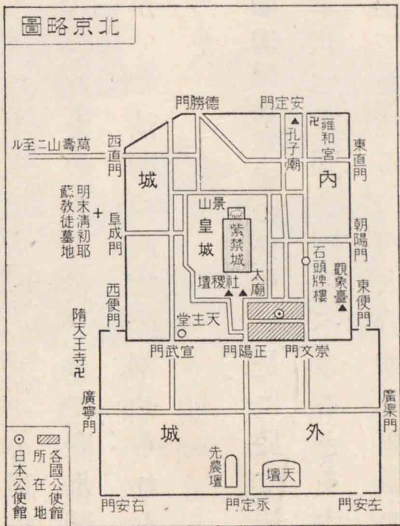 北京略圖
安定門
德勝門
雍和宮
卍
孔子廟
東直門
西直門
萬壽山ニ至ル
內
城
朝陽門
阜成門
明末淸初耶
蘇教徒墓地
景山
皇城
紫禁城
石頭牌樓
觀象臺
太廟
社稷壇
東便門
西便門
天主堂
崇文門
正陽門
宣武門
隋天王寺卍
廣渠門
廣寧門
外
城
天壇
先農壇
左安門
永定門
右安門
各國公使館
所在地
日本公使館